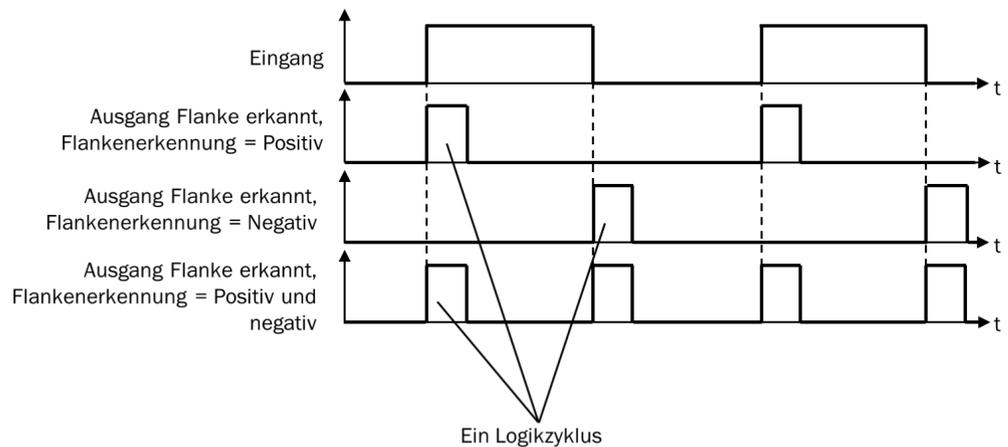 Eingang
t
Ausgang Flanke erkannt,
Flankenerkennung = Positiv
t
Ausgang Flanke erkannt,
Flankenerkennung = Negativ
t
Ausgang Flanke erkannt,
Flankenerkennung = Positiv und
negativ
t
Ein Logikzyklus